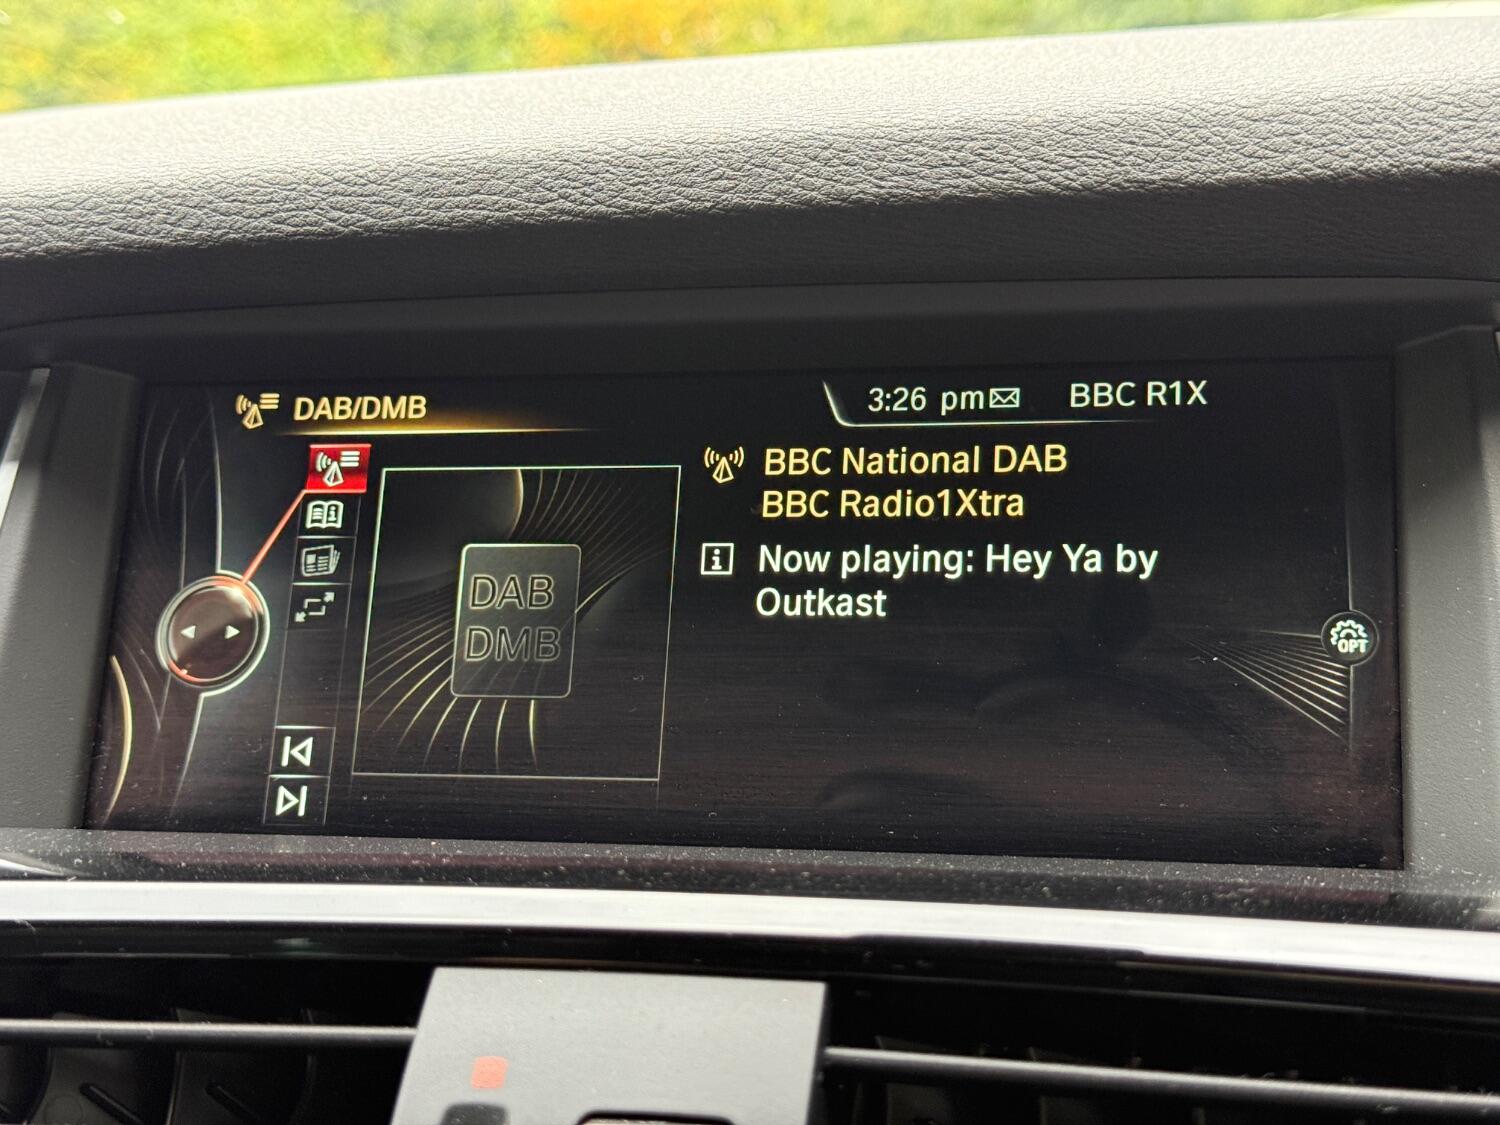 DAB/DMB
3:26 pm
BBC R1X
BBC National DAB
BBC Radio1Xtra
Now playing: Hey Ya by
Outkast
DAB
DMB
OPT